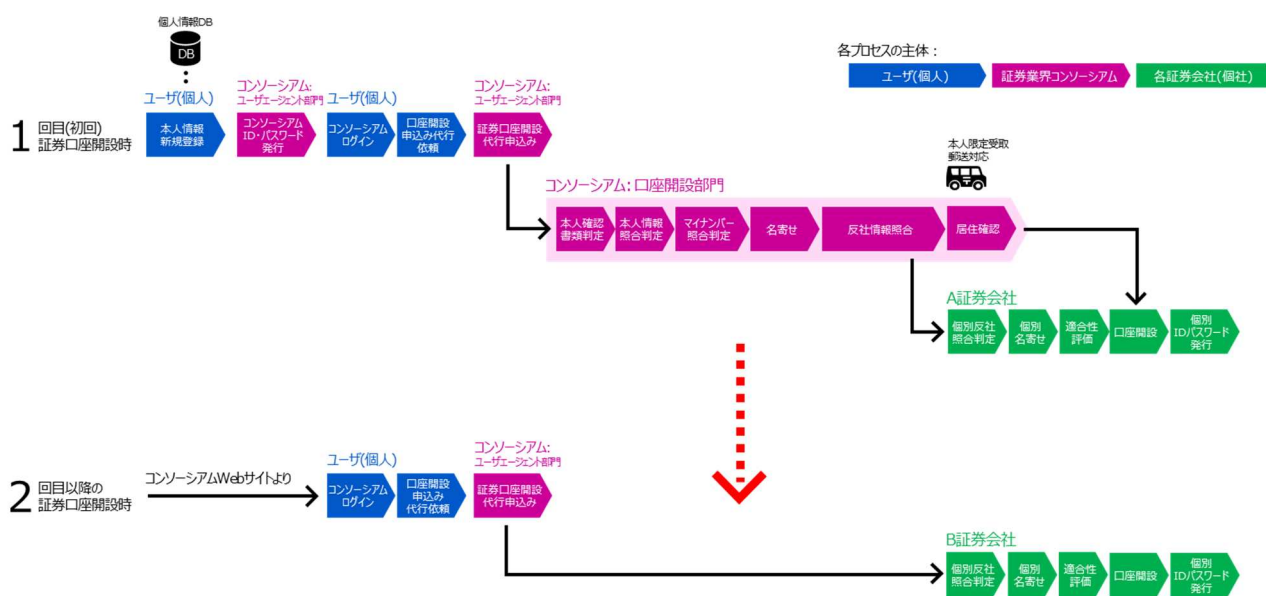 個人情報DB
DB
各プロセスの主体：
ユーザ(個人)
証券業界コンソーシアム
各証券会社(個社)
1
回目(初回)
証券口座開設時
ユーザ(個人)
本人情報
新規登録
コンソーシアム:
ユーザエージェント部門
コンソーシアム
ID・パスワード
発行
ユーザ(個人)
コンソーシアム
ログイン
口座開設
申込み代行
依頼
コンソーシアム:
ユーザエージェント部門
証券口座開設
代行申込み
本人限定受取
郵送対応
コンソーシアム: 口座開設部門
本人確認
書類判定
本人情報
照合判定
マイナンバー
照合判定
名寄せ
反社情報照合
居住確認
A証券会社
個別反社
照合判定
個別
名寄せ
適合性
評価
口座開設
個別
IDパスワード
発行
2
回目以降の
証券口座開設時
コンソーシアムWebサイトより
ユーザ(個人)
コンソーシアム
ログイン
口座開設
申込み
代行依頼
コンソーシアム:
ユーザエージェント部門
証券口座開設
代行申込み
B証券会社
個別反社
照合判定
個別
名寄せ
適合性
評価
口座開設
個別
IDパスワード
発行